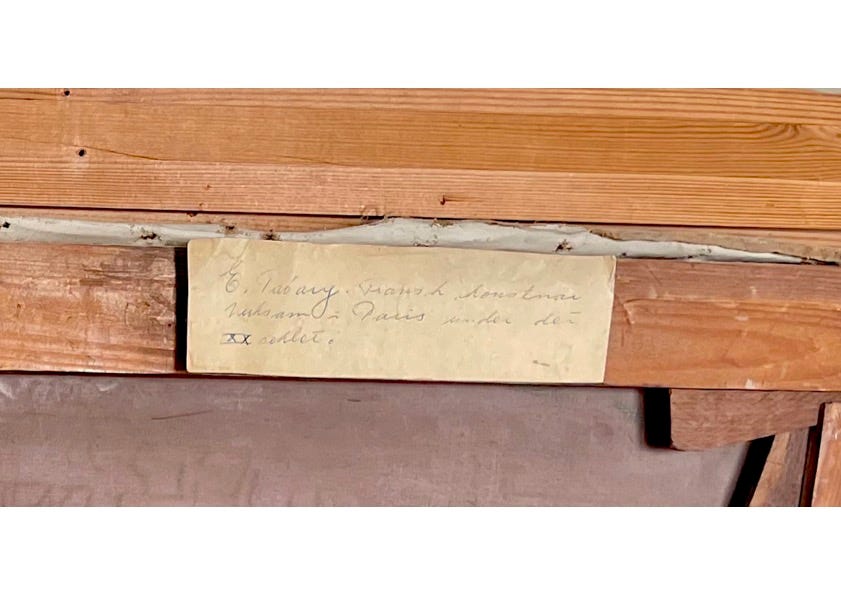 E. Tabary. Fransk konstnär
Verksam i Paris under det
XX seklet.